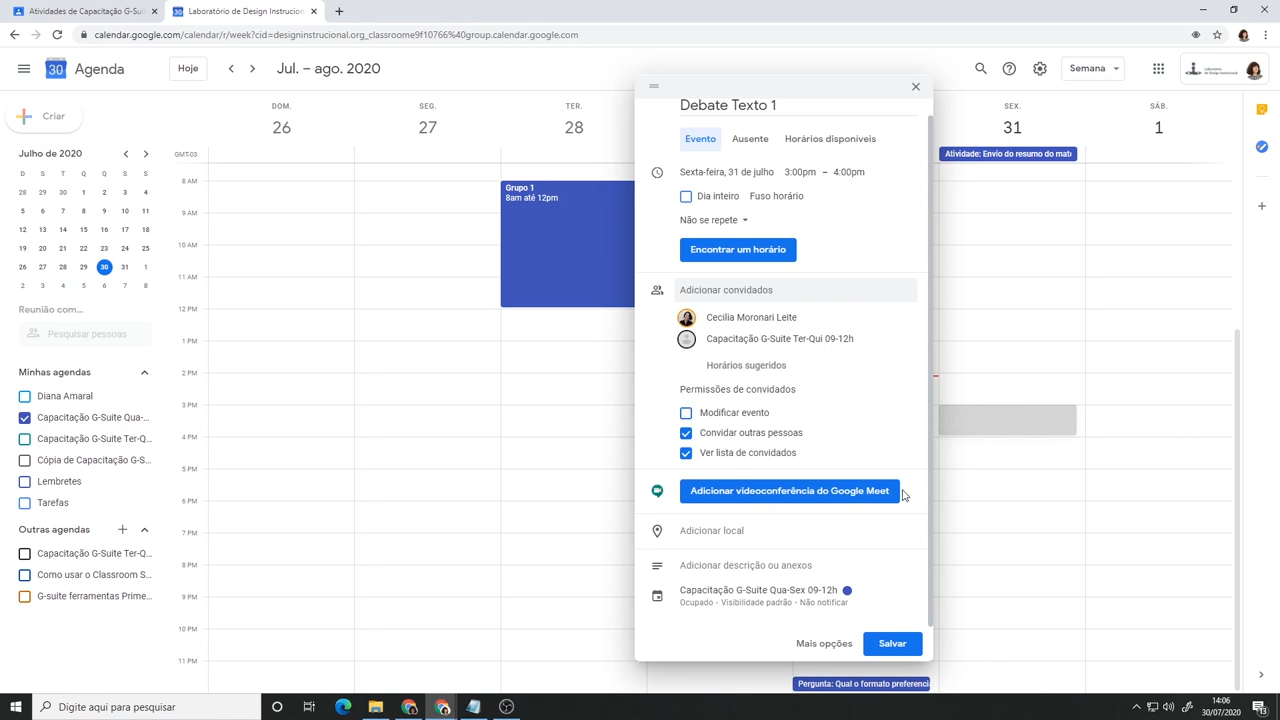 Atividades de Capacitação G-Sui
Laboratório de Design Instrucion
calendar.google.com/calendar/r/week?cid=designinstrucional.org_classroome9f10766%40group.calendar.google.com
30
Agenda
Hoje
Jul. – ago. 2020
Semana
Criar
Julho de 2020
D S T Q Q S S
28 29 30 1 2 3 4
5 6 7 8 9 10 11
12 13 14 15 16 17 18
19 20 21 22 23 24 25
26 27 28 29 30 31 1
2 3 4 5 6 7 8
Reunião com...
Pesquisar pessoas
Minhas agendas
Diana Amaral
Capacitação G-Suite Qua-...
Capacitação G-Suite Ter-Q...
Cópia de Capacitação G-S...
Lembretes
Tarefas
Outras agendas
Capacitação G-Suite Ter-Q...
Como usar o Classroom S...
G-suite ferramentas Prime...
DOM.
26
SEG.
27
TER.
28
SEX.
31
SÁB.
1
GMT-03
Atividade: Envio do resumo do mat
8 AM
9 AM
10 AM
11 AM
12 PM
1 PM
2 PM
3 PM
4 PM
5 PM
6 PM
7 PM
8 PM
9 PM
10 PM
11 PM
Grupo 1
8am até 12pm
Debate Texto 1
Evento
Ausente
Horários disponíveis
Sexta-feira, 31 de julho 3:00pm – 4:00pm
Dia inteiro Fuso horário
Não se repete
Encontrar um horário
Adicionar convidados
Cecilia Moronari Leite
Capacitação G-Suite Ter-Qui 09-12h
Horários sugeridos
Permissões de convidados
Modificar evento
Convidar outras pessoas
Ver lista de convidados
Adicionar videoconferência do Google Meet
Adicionar local
Adicionar descrição ou anexos
Capacitação G-Suite Qua-Sex 09-12h
Ocupado - Visibilidade padrão - Não notificar
Mais opções
Salvar
Pergunta: Qual o formato preferencia
Digite aqui para pesquisar
14:06
30/07/2020